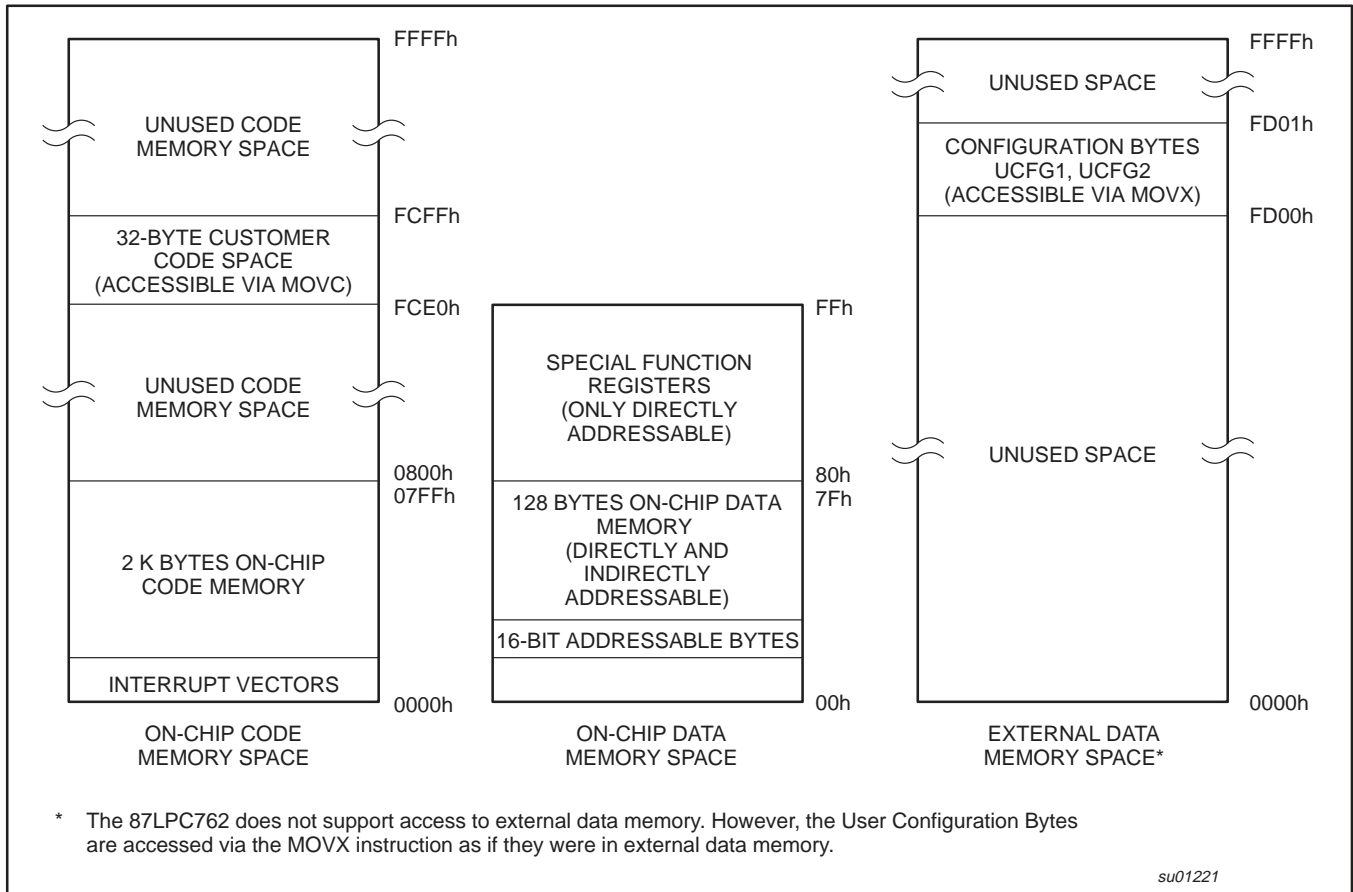 FFFFh
UNUSED CODE
MEMORY SPACE
FCFFh
32-BYTE CUSTOMER
CODE SPACE
(ACCESSIBLE VIA MOVC)
FCE0h
UNUSED CODE
MEMORY SPACE
0800h
07FFh
2 K BYTES ON-CHIP
CODE MEMORY
INTERRUPT VECTORS
0000h
ON-CHIP CODE
MEMORY SPACE
FFh
SPECIAL FUNCTION
REGISTERS
(ONLY DIRECTLY
ADDRESSABLE)
80h
7Fh
128 BYTES ON-CHIP DATA
MEMORY
(DIRECTLY AND
INDIRECTLY
ADDRESSABLE)
16-BIT ADDRESSABLE BYTES
00h
ON-CHIP DATA
MEMORY SPACE
FFFFh
UNUSED SPACE
FD01h
CONFIGURATION BYTES
UCFG1, UCFG2
(ACCESSIBLE VIA MOVX)
FD00h
UNUSED SPACE
0000h
EXTERNAL DATA
MEMORY SPACE*
* The 87LPC762 does not support access to external data memory. However, the User Configuration Bytes
are accessed via the MOVX instruction as if they were in external data memory.
su01221